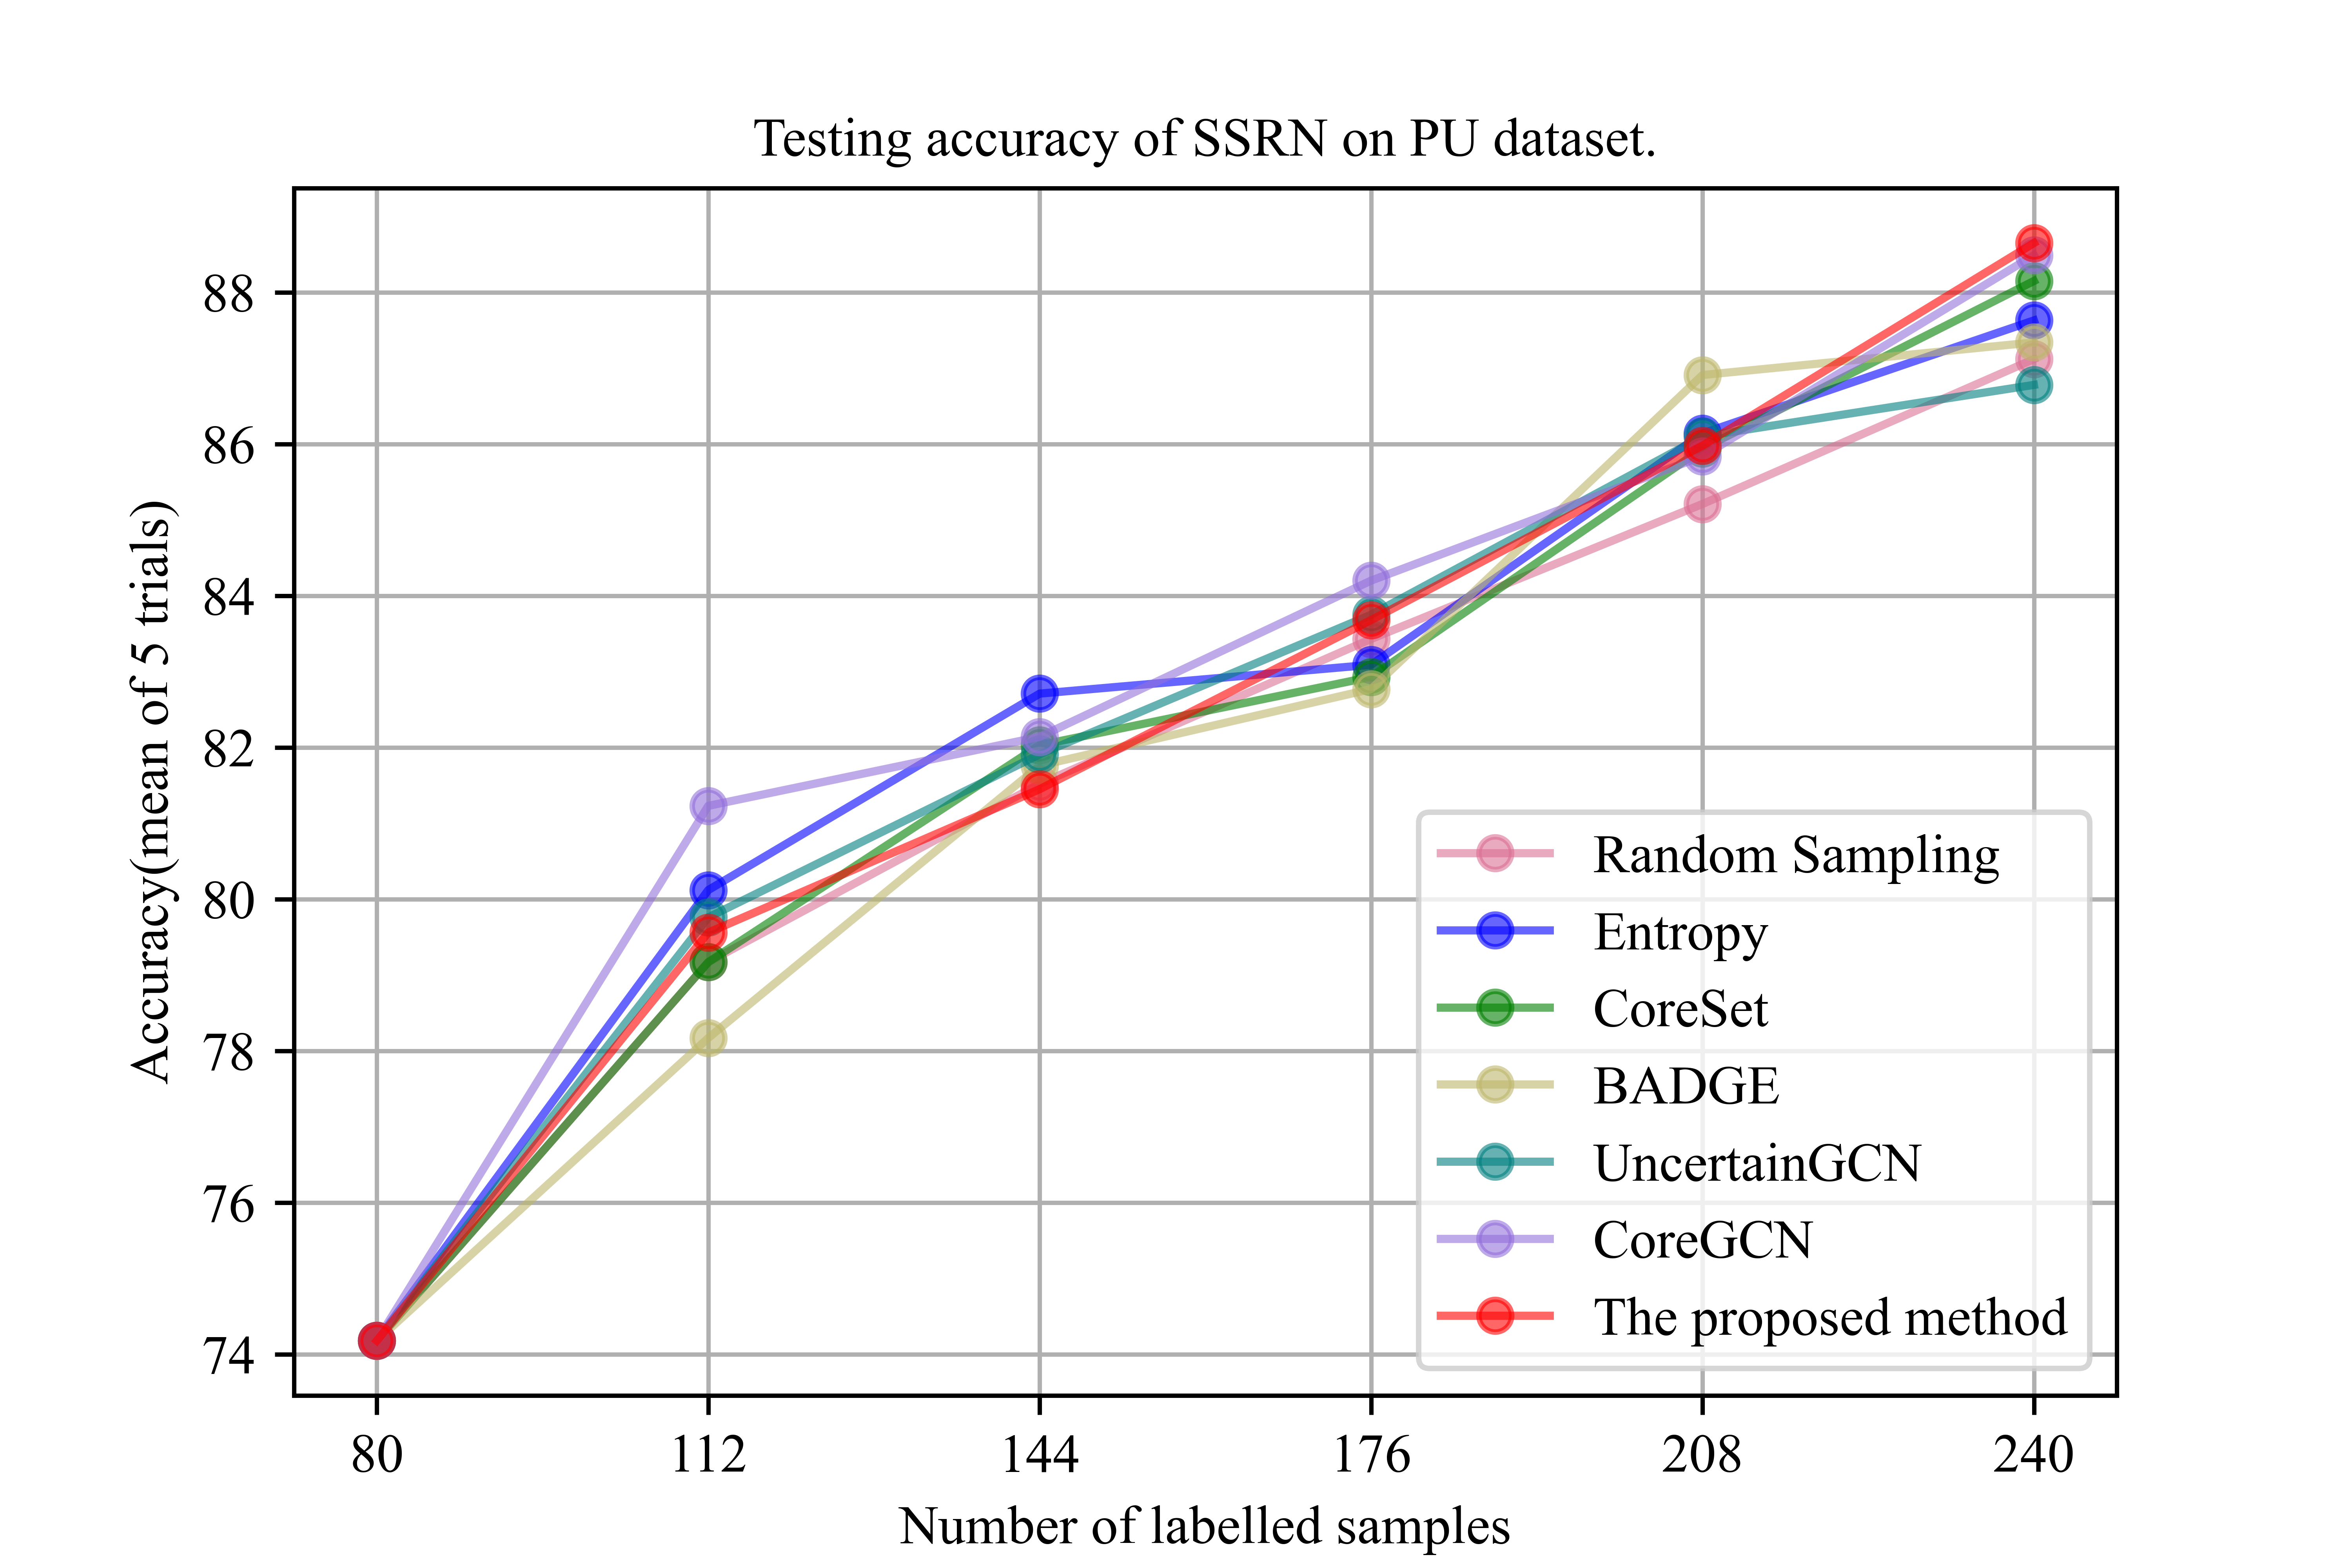 Testing accuracy of SSRN on PU dataset.
Accuracy(mean of 5 trials)
88
86
84
82
80
78
76
74
Random Sampling
Entropy
CoreSet
BADGE
UncertainGCN
CoreGCN
The proposed method
80 112 144 176 208 240
Number of labelled samples